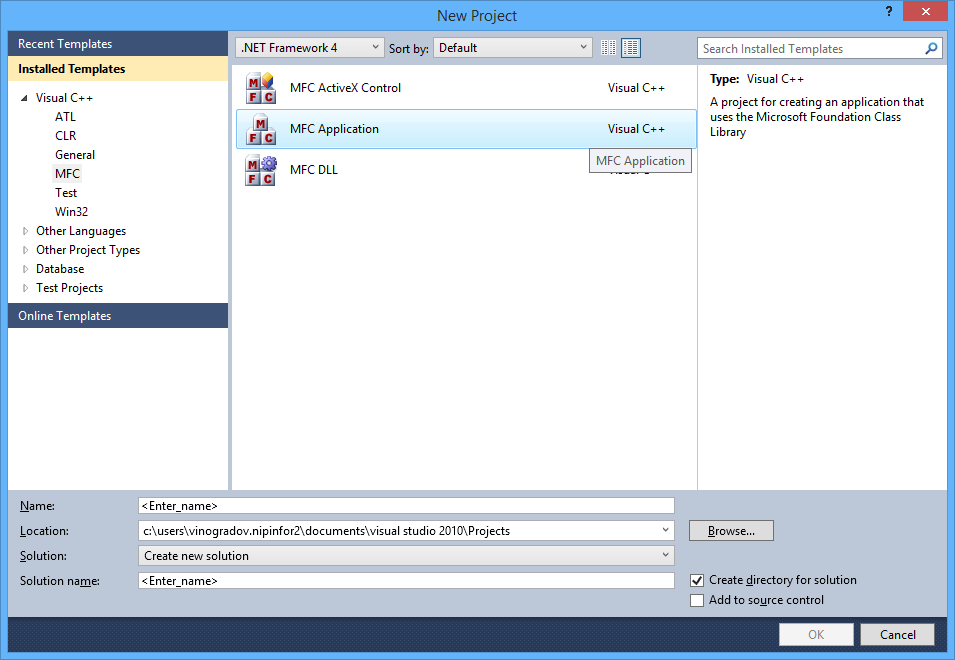 New Project
?
Recent Templates
Installed Templates
Visual C++
ATL
CLR
General
MFC
Test
Win32
Other Languages
Other Project Types
Database
Test Projects
Online Templates
.NET Framework 4
Sort by:
Default
Search Installed Templates
MFC ActiveX Control
Visual C++
MFC Application
Visual C++
MFC Application
MFC DLL
Type: Visual C++
A project for creating an application that
uses the Microsoft Foundation Class
Library
Name:
<Enter_name>
Location:
c:\users\vinogradov.nipinfor2\documents\visual studio 2010\Projects
Browse...
Solution:
Create new solution
Solution name:
<Enter_name>
Create directory for solution
Add to source control
OK
Cancel